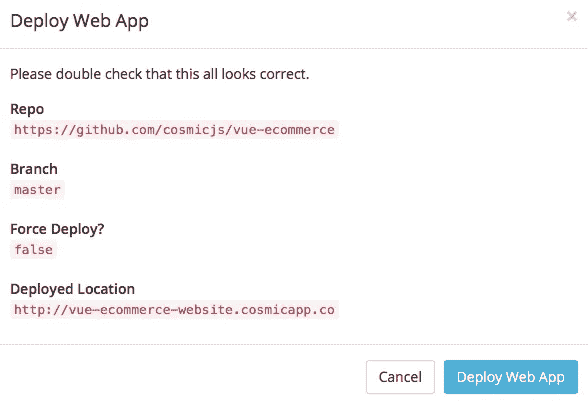 Deploy Web App
×
Please double check that this all looks correct.
Repo
https://github.com/cosmicjs/vue-ecommerce
Branch
master
Force Deploy?
false
Deployed Location
http://vue-ecommerce-website.cosmicapp.co
Cancel
Deploy Web App